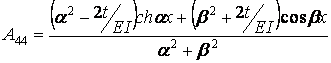 A₄₄ = ((α² − 2t/EI)chαx + (β² + 2t/EI)cosβx) / (α² + β²)